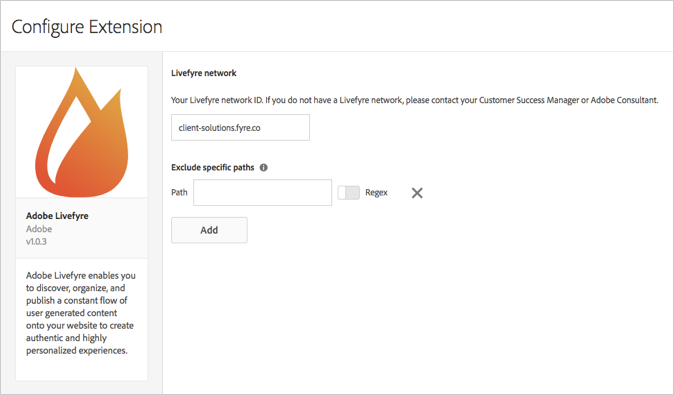 Configure Extension
Adobe Livefyre
Adobe
v1.0.3
Adobe Livefyre enables you
to discover, organize, and
publish a constant flow of
user generated content
onto your website to create
authentic and highly
personalized experiences.
Livefyre network
Your Livefyre network ID. If you do not have a Livefyre network, please contact your Customer Success Manager or Adobe Consultant.
client-solutions.fyre.co
Exclude specific paths
Path Regex
Add